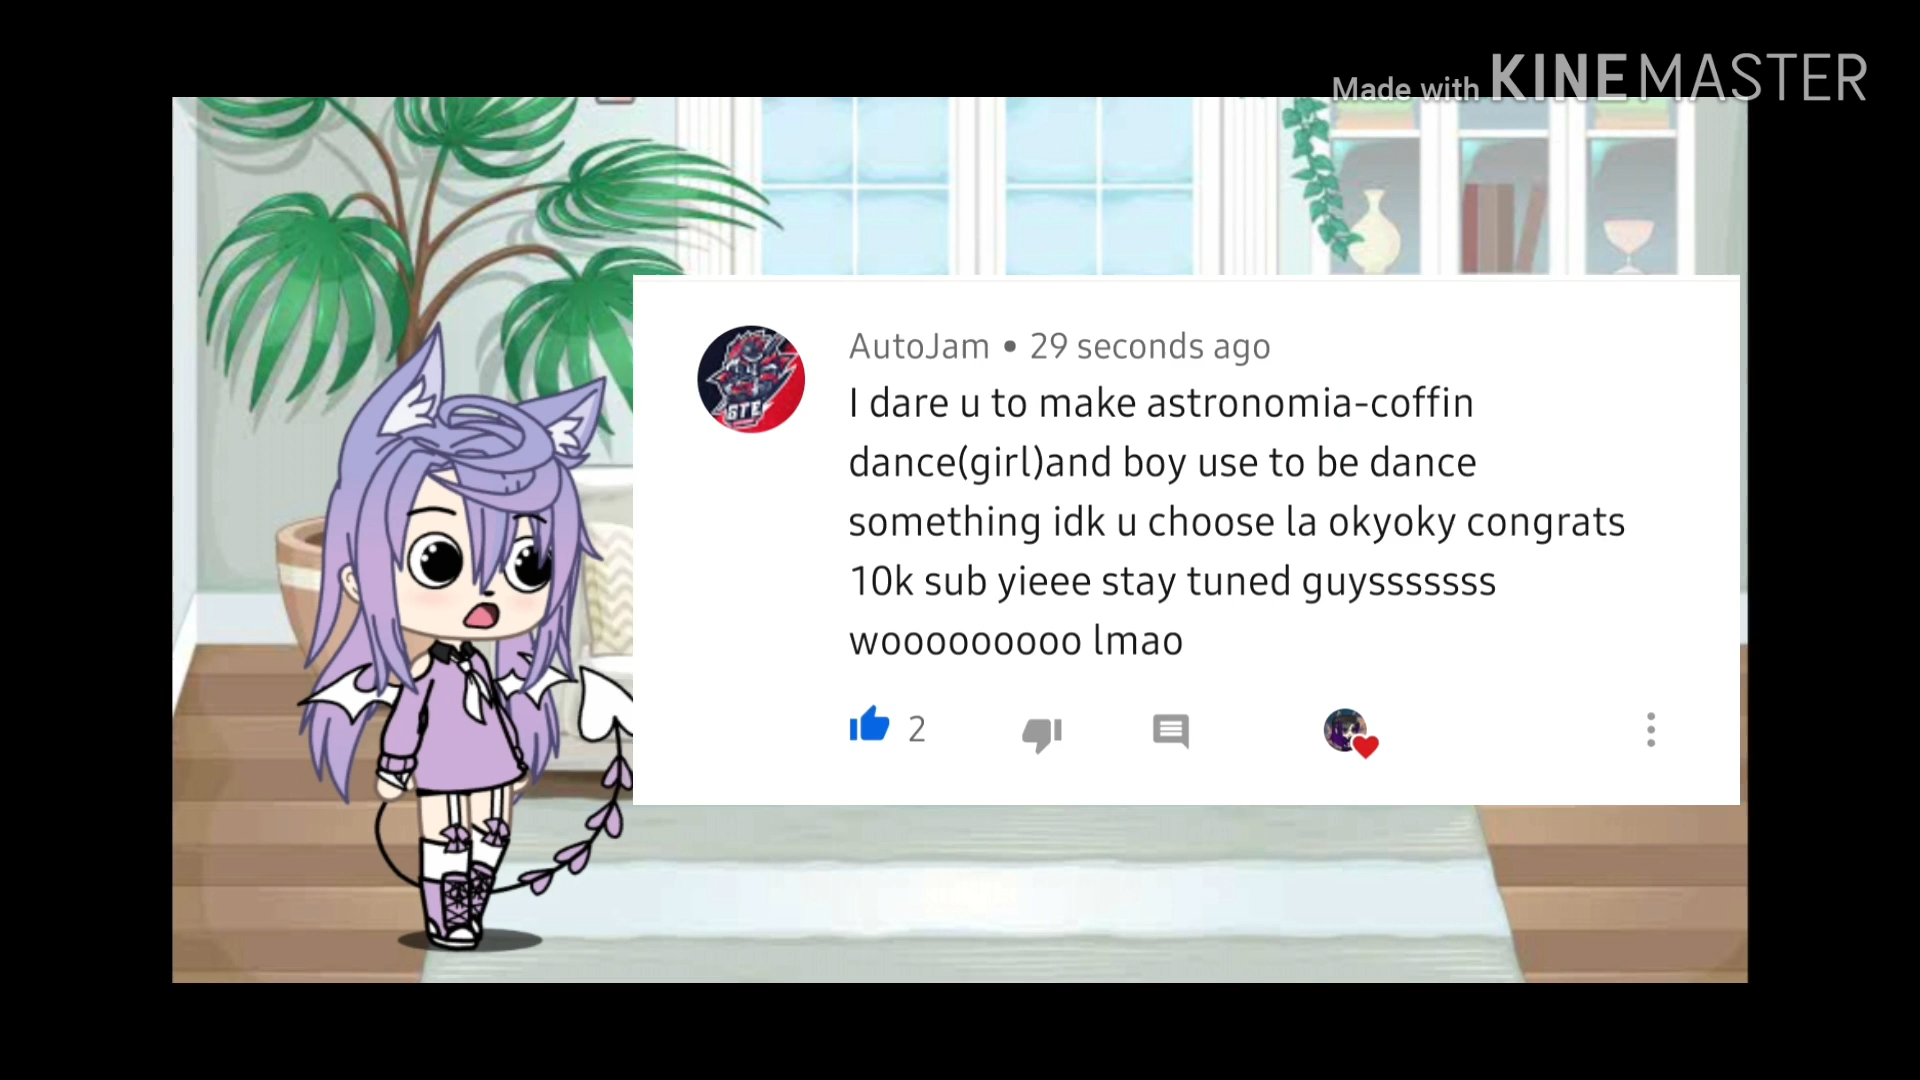 Made with KINEMASTER
AutoJam • 29 seconds ago
I dare u to make astronomia-coffin
dance(girl)and boy use to be dance
something idk u choose la okyoky congrats
10k sub yieee stay tuned guysssssss
wooooooooo lmao
2
GTE